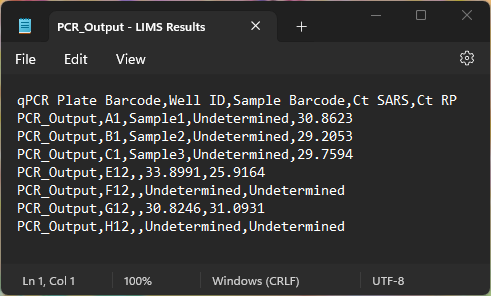 PCR_Output - LIMS Results
File Edit View
qPCR Plate Barcode,Well ID,Sample Barcode,Ct SARS,Ct RP
PCR_Output,A1,Sample1,Undetermined,30.8623
PCR_Output,B1,Sample2,Undetermined,29.2053
PCR_Output,C1,Sample3,Undetermined,29.7594
PCR_Output,E12,,33.8991,25.9164
PCR_Output,F12,,Undetermined,Undetermined
PCR_Output,G12,,30.8246,31.0931
PCR_Output,H12,,Undetermined,Undetermined
Ln 1, Col 1 100% Windows (CRLF) UTF-8